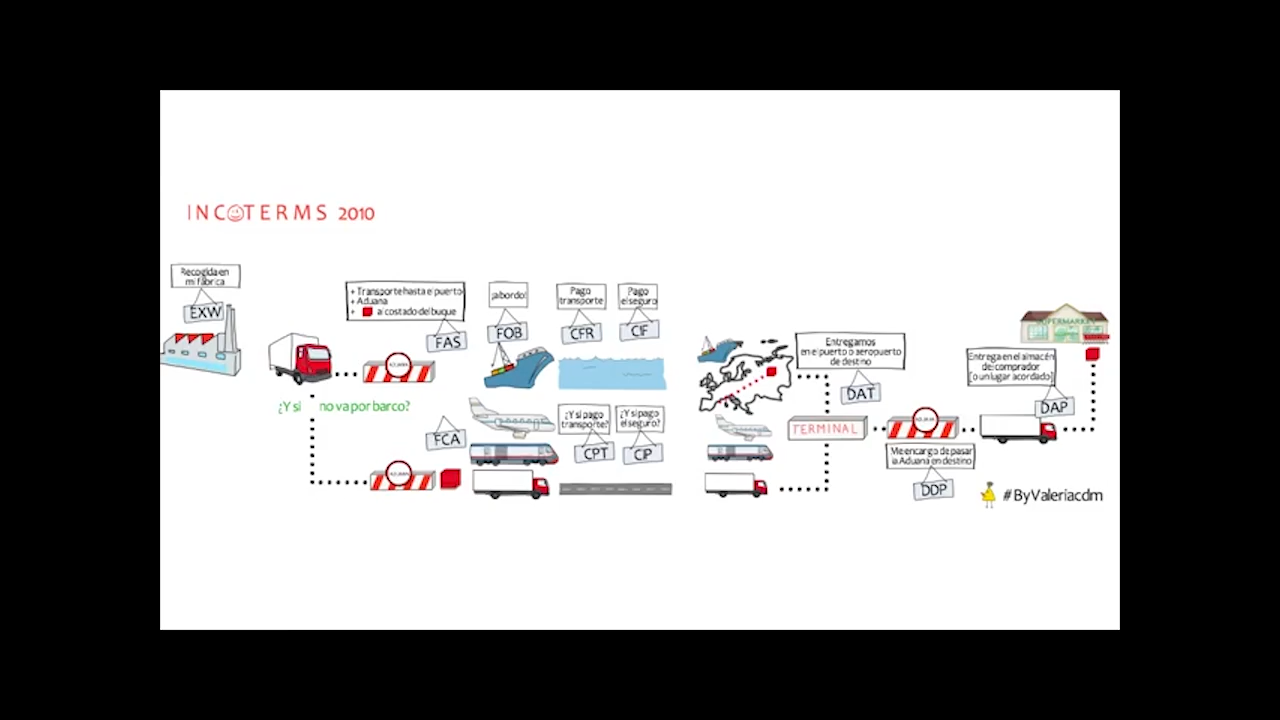 INCOTERMS 2010
Recogida en
mi fábrica
EXW
+ Transporte hasta el puerto
+ Aduana
+ a costado del buque
FAS
¡abordo!
FOB
Pago
transporte
CFR
Pago
el seguro
CIF
¿Y si no va por barco?
FCA
¿Y si pago
transporte?
CPT
¿Y si pago
el seguro?
CIP
Entregamos
en el puerto o aeropuerto
de destino
DAT
TERMINAL
SUPERMARKET
Entrega en el almacén
del comprador
[o un lugar acordado]
DAP
Me encargo de pasar
la Aduana en destino
DDP
#ByValeriacdm